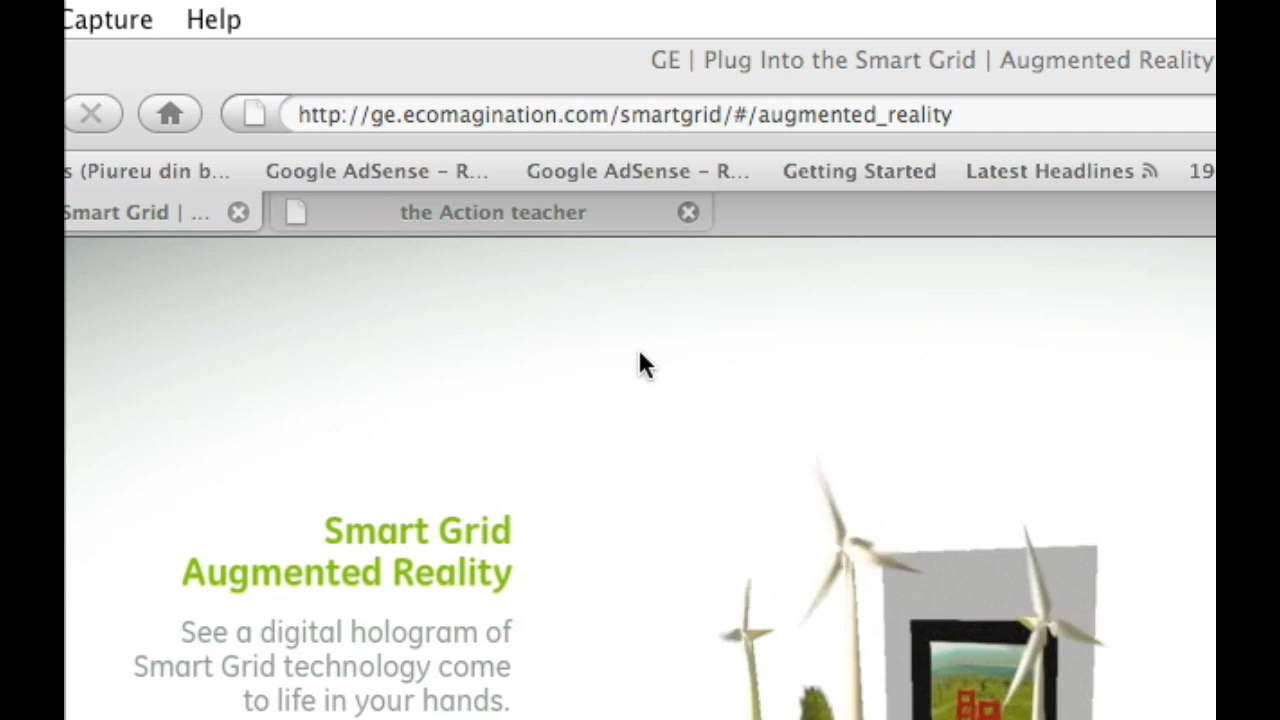 Capture Help
GE | Plug Into the Smart Grid | Augmented Reality
http://ge.ecomagination.com/smartgrid/#/augmented_reality
s (Piureu din b... Google AdSense – R... Google AdSense – R... Getting Started Latest Headlines 19
Smart Grid | ... the Action teacher
Smart Grid
Augmented Reality
See a digital hologram of
Smart Grid technology come
to life in your hands.